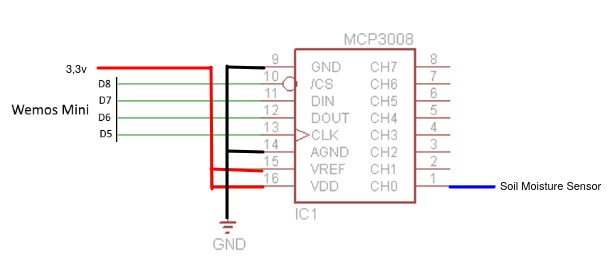 MCP3008
3,3v
9 GND CH7 8
D8 10 /CS CH6 7
D7 11 DIN CH5 6
Wemos Mini
D6 12 DOUT CH4 5
D5 13 CLK CH3 4
14 AGND CH2 3
15 VREF CH1 2
16 VDD CH0 1 Soil Moisture Sensor
IC1
GND